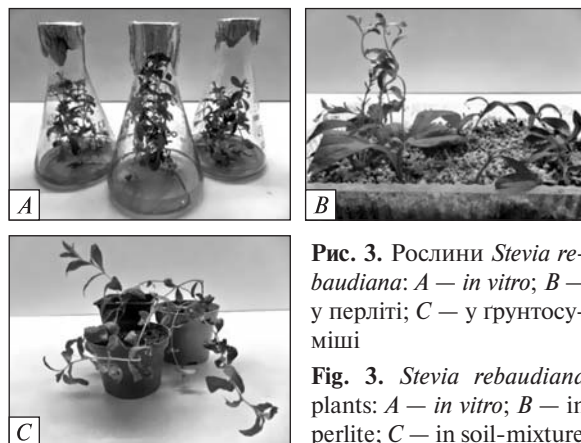 A
B
C
Рис. 3. Рослини Stevia re-
baudiana: A — in vitro; B —
у перліті; C — у ґрунтосу-
міші
Fig. 3. Stevia rebaudiana
plants: A — in vitro; B — in
perlite; C — in soil-mixture